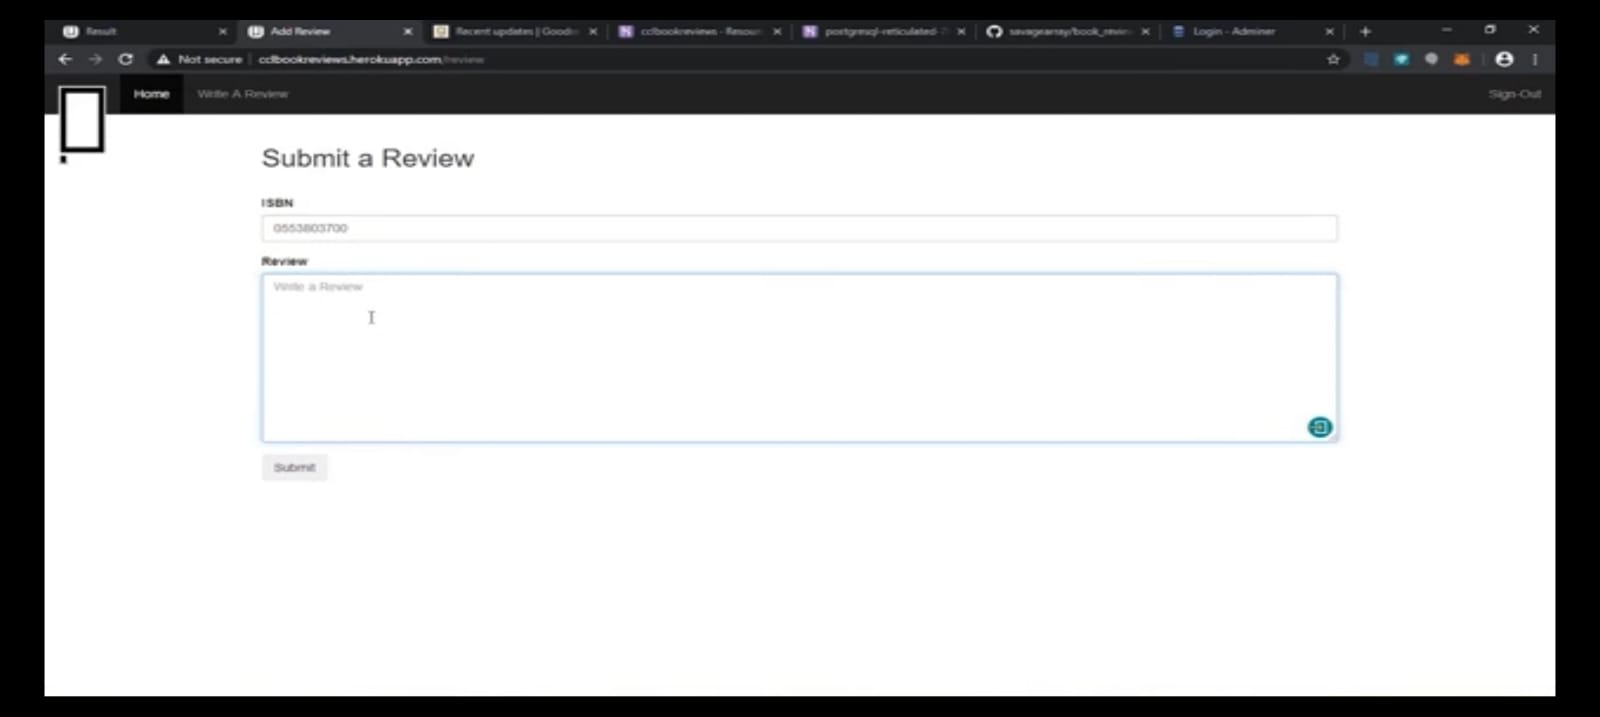 Result
Add Review
Recent updates | Goodr
cclbookreviews - Resour
postgresql-reticulated-
savagearray/book_revie
Login - Adminer
Not secure
cclbookreviews.herokuapp.com/review
Home
Write A Review
Sign-Out
Submit a Review
ISBN
0553803700
Review
Write a Review
Submit